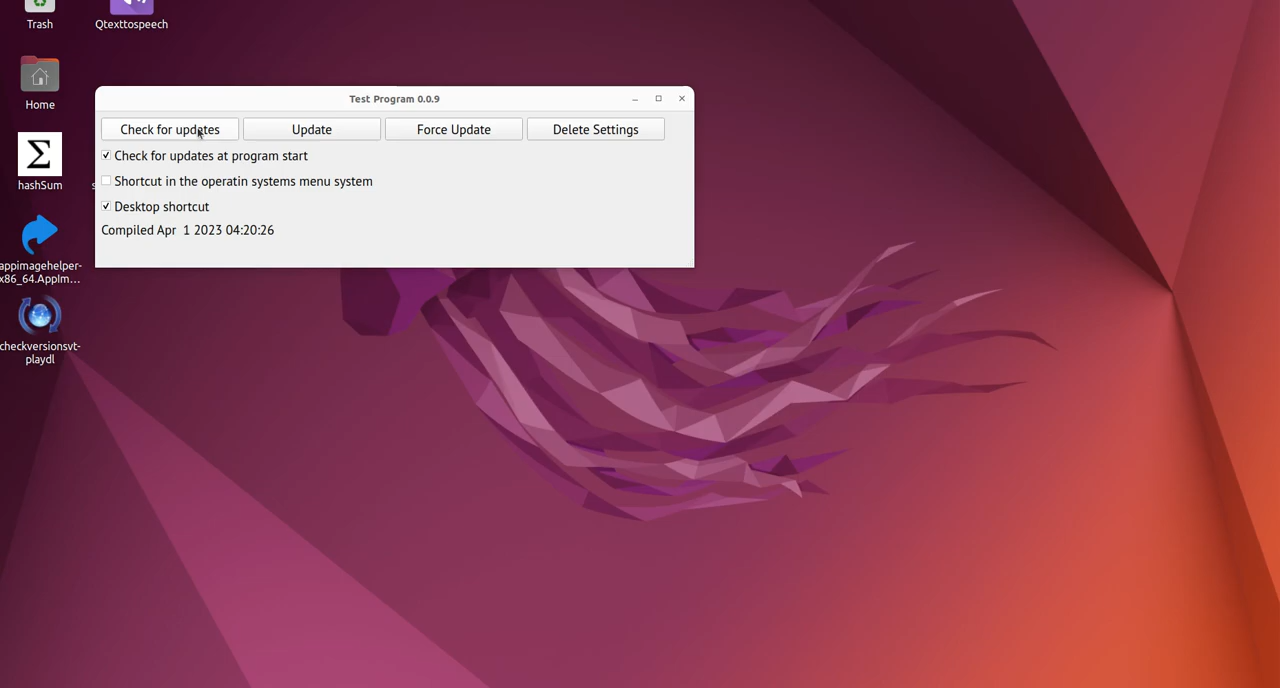 Trash
Qtexttospeech
Home
hashSum
appimagehelper-
x86_64.AppIm...
checkversionsvt-
playdl
Test Program 0.0.9
Check for updates
Update
Force Update
Delete Settings
Check for updates at program start
Shortcut in the operatin systems menu system
Desktop shortcut
Compiled Apr  1 2023 04:20:26